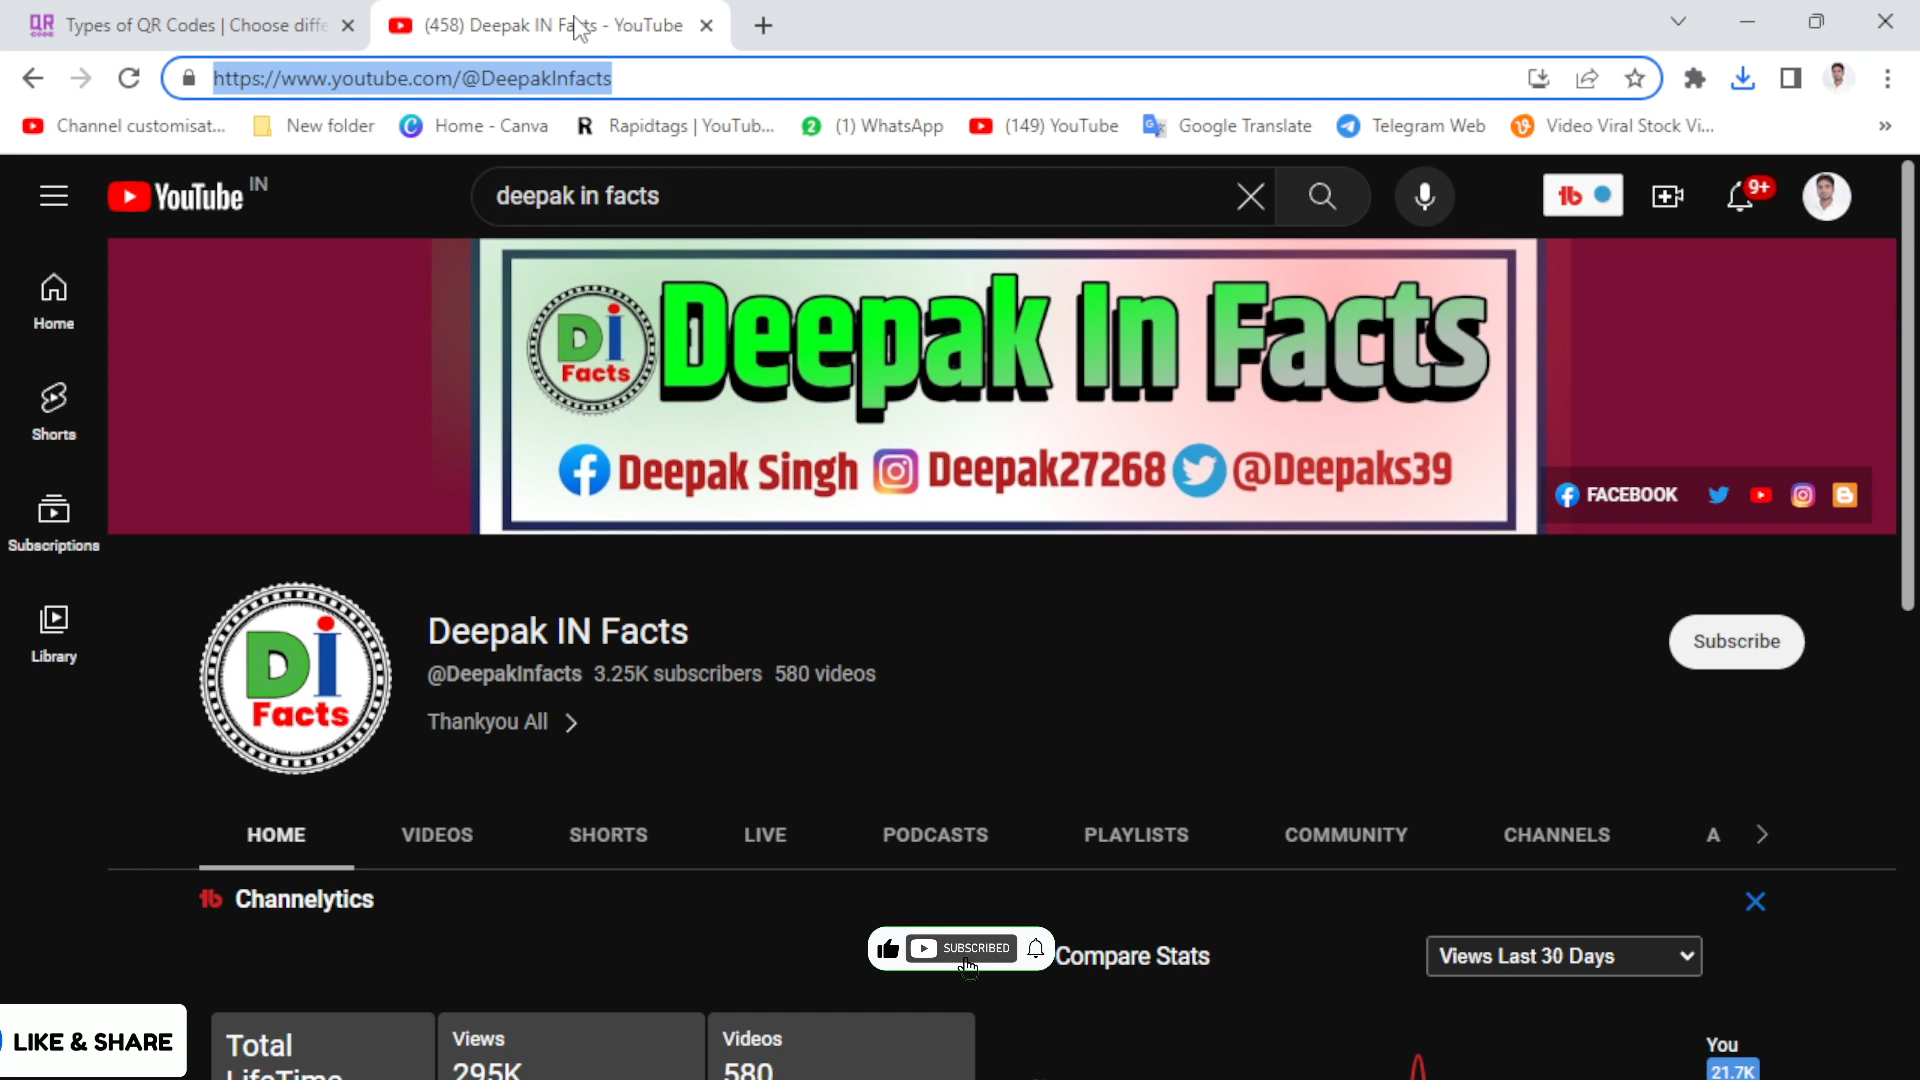 QR CODE Types of QR Codes | Choose diffe
(458) Deepak IN Facts - YouTube
https://www.youtube.com/@DeepakInfacts
Channel customisat...
New folder
Home - Canva
Rapidtags | YouTub...
(1) WhatsApp
(149) YouTube
Google Translate
Telegram Web
Video Viral Stock Vi...
YouTube IN
deepak in facts
9+
Home
Shorts
Subscriptions
Library
Di Facts
Deepak In Facts
Deepak Singh Deepak27268 @Deepaks39
FACEBOOK
Di
Facts
Deepak IN Facts
@DeepakInfacts 3.25K subscribers 580 videos
Thankyou All
Subscribe
HOME VIDEOS SHORTS LIVE PODCASTS PLAYLISTS COMMUNITY CHANNELS A
tb Channelytics
SUBSCRIBED
Compare Stats
Views Last 30 Days
LIKE & SHARE
Total
LifeTime
Views
295K
Videos
580
You
21.7K